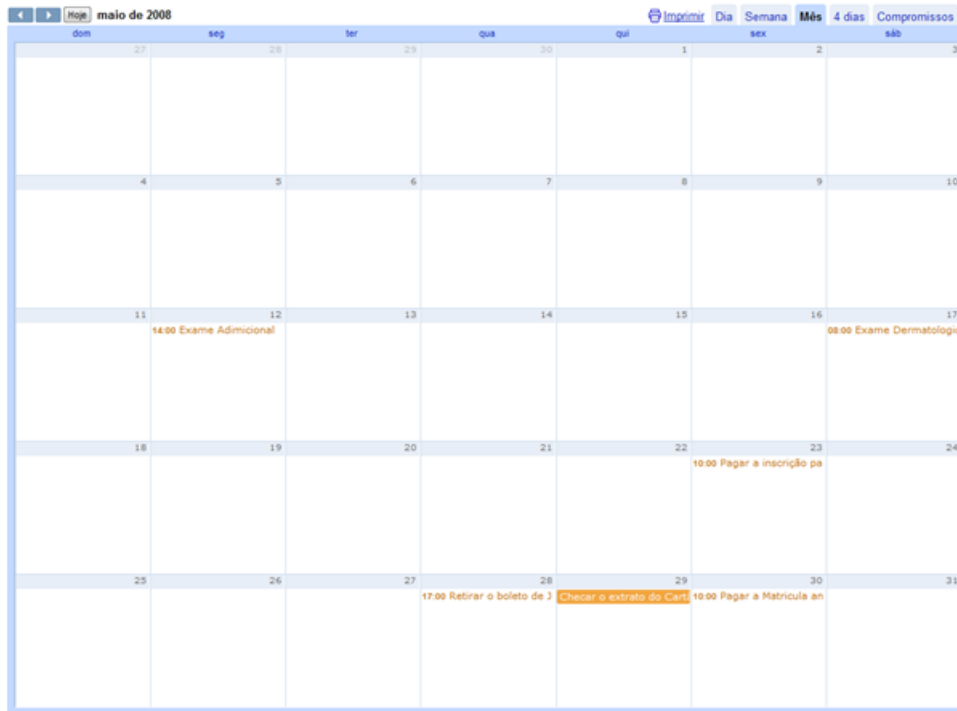 Hoje maio de 2008 Imprimir Dia Semana Mês 4 dias Compromissos
dom seg ter qua qui sex sáb
27 28 29 30 1 2 3
4 5 6 7 8 9 10
11 12 13 14 15 16 17
14:00 Exame Adimicional 08:00 Exame Dermatologic
18 19 20 21 22 23 24
10:00 Pagar a inscrição pa
25 26 27 28 29 30 31
17:00 Retirar o boleto de J Checar o extrato do Cart 10:00 Pagar a Matricula an